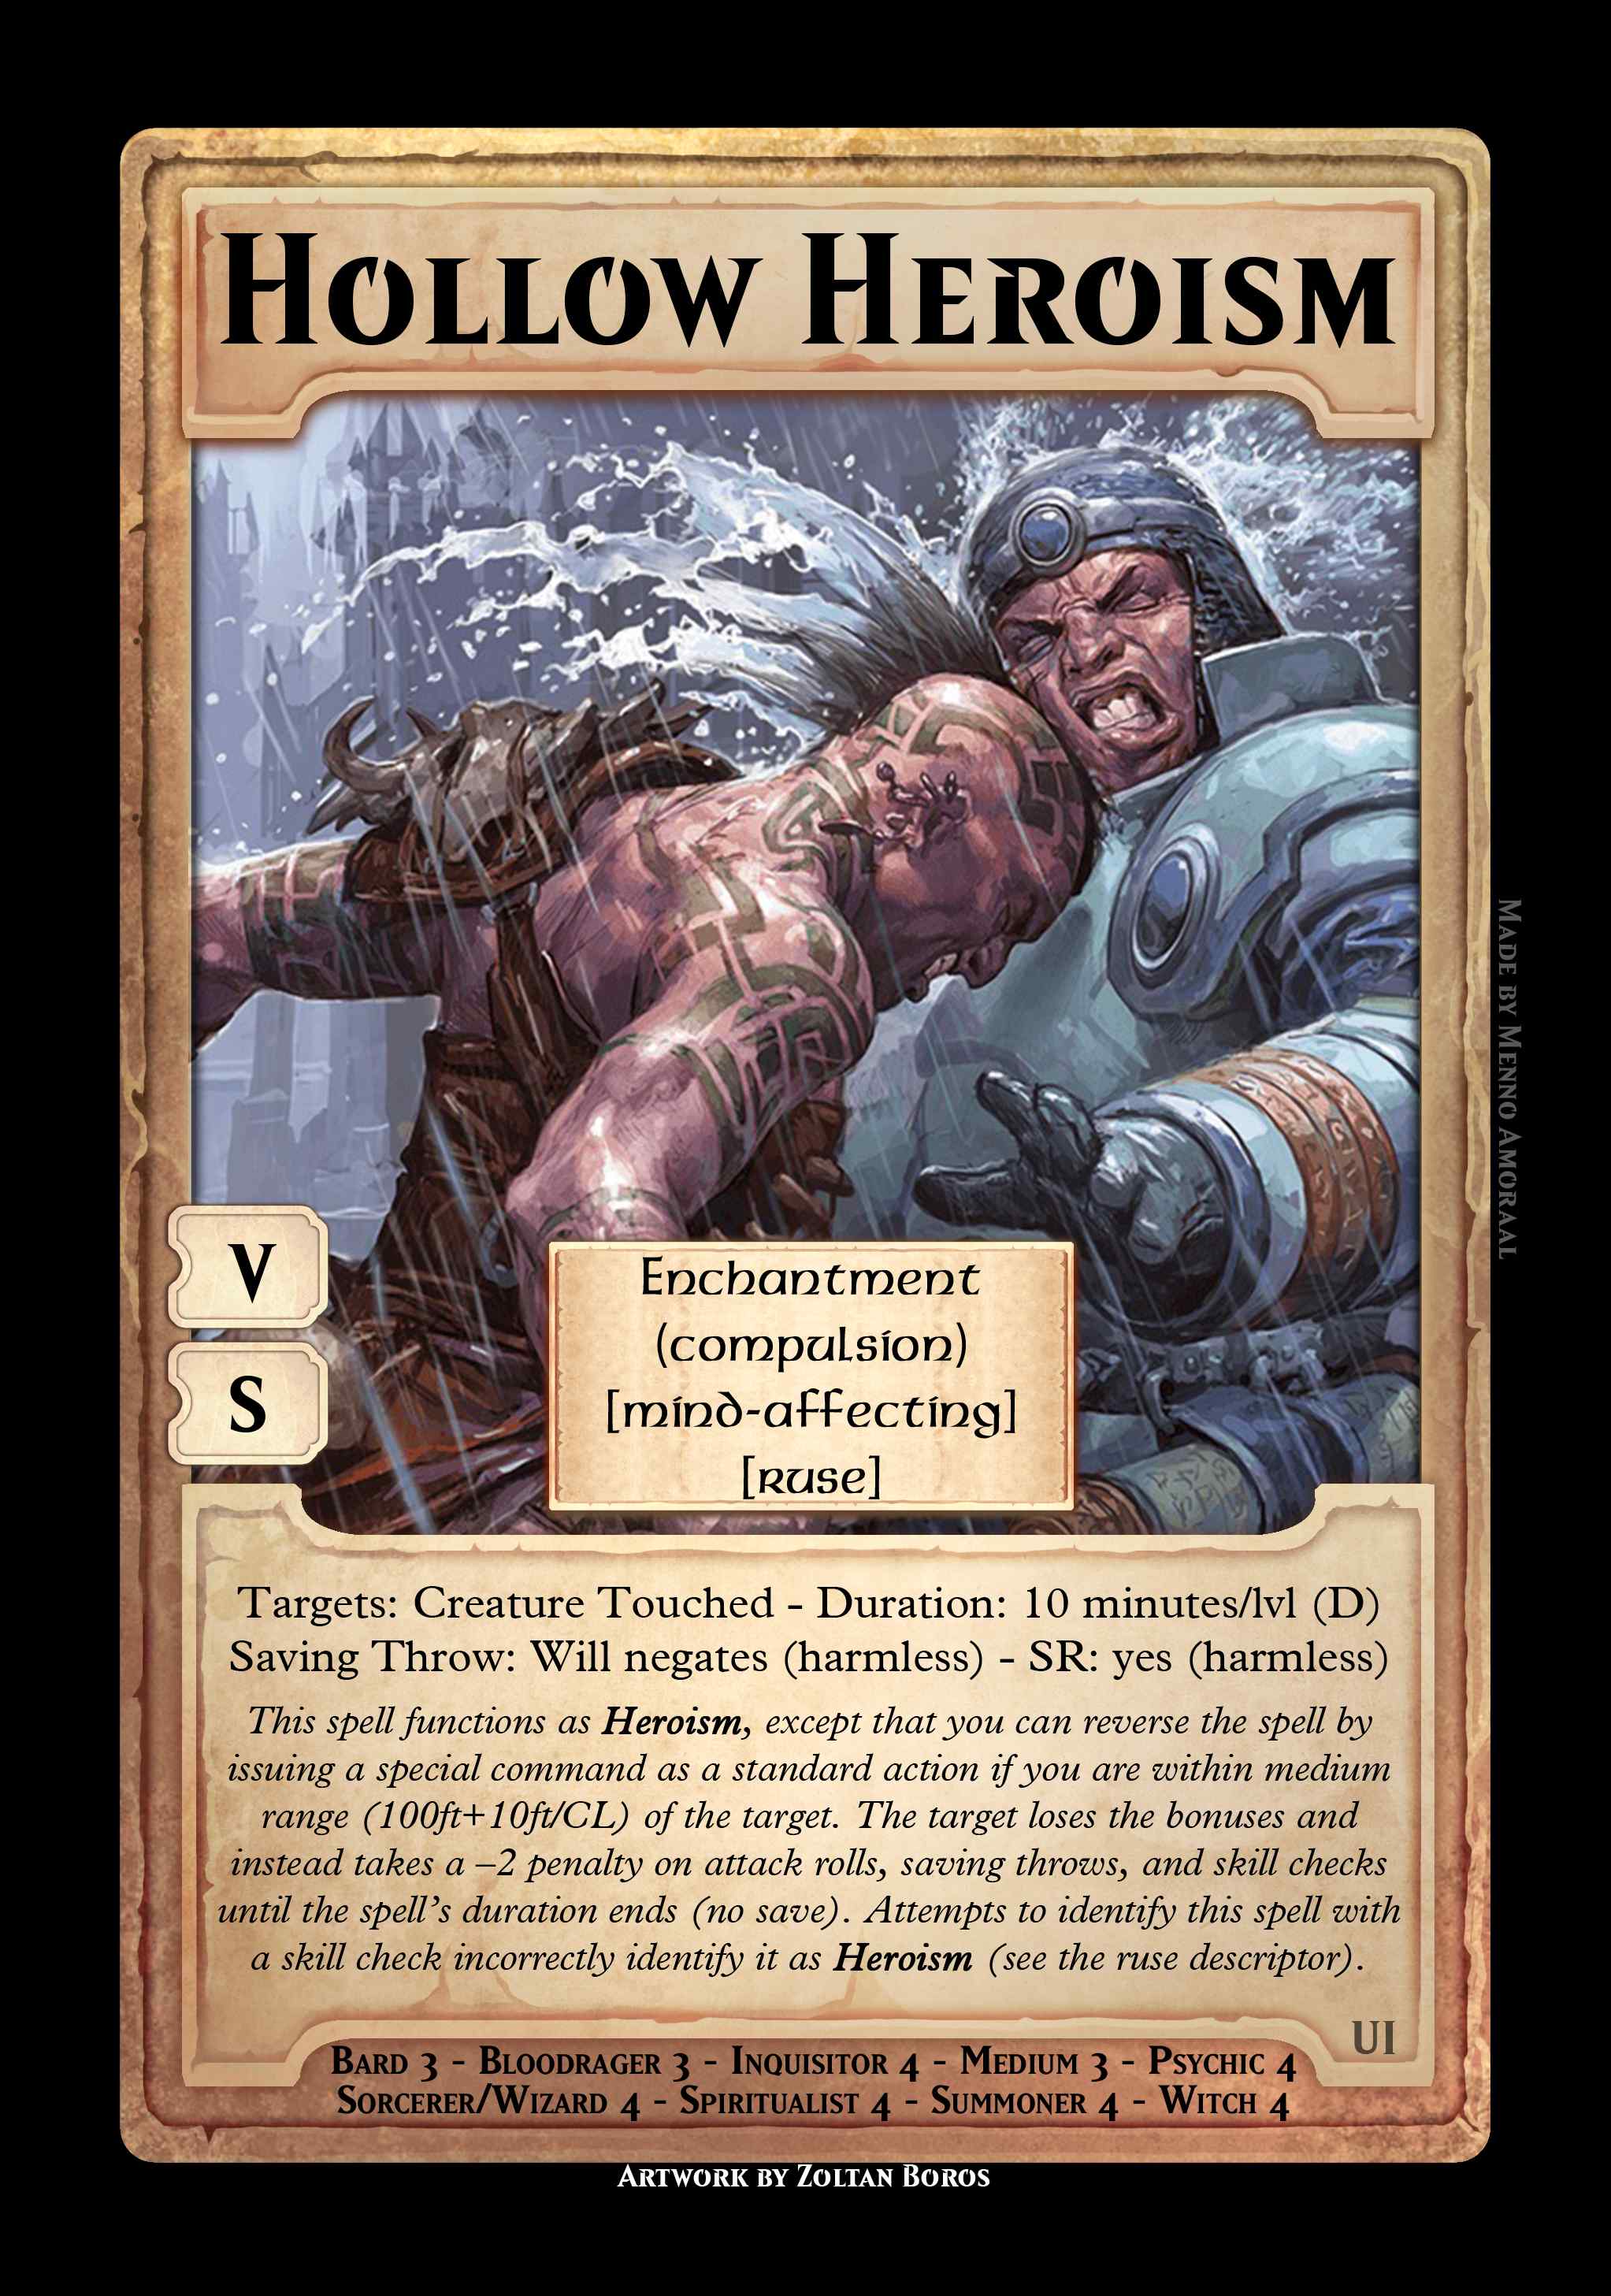 Hollow Heroism
V
S
Enchantment
(compulsion)
[mind-affecting]
[ruse]
Targets: Creature Touched - Duration: 10 minutes/lvl (D)
Saving Throw: Will negates (harmless) - SR: yes (harmless)
This spell functions as Heroism, except that you can reverse the spell by
issuing a special command as a standard action if you are within medium
range (100ft+10ft/CL) of the target. The target loses the bonuses and
instead takes a –2 penalty on attack rolls, saving throws, and skill checks
until the spell’s duration ends (no save). Attempts to identify this spell with
a skill check incorrectly identify it as Heroism (see the ruse descriptor).
UI
Bard 3 - Bloodrager 3 - Inquisitor 4 - Medium 3 - Psychic 4
Sorcerer/Wizard 4 - Spiritualist 4 - Summoner 4 - Witch 4
Artwork by Zoltan Boros
Made by Menno Amoraal